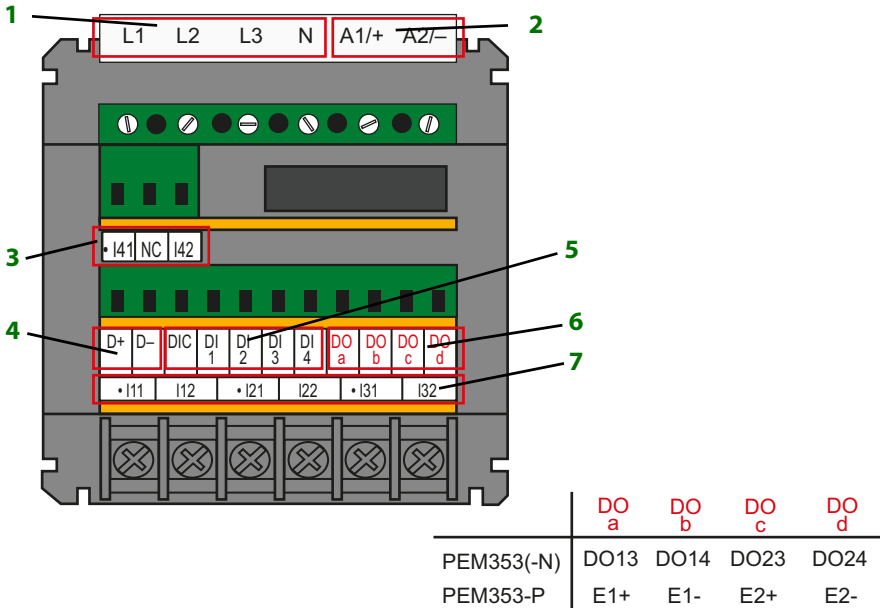 1
L1 L2 L3 N A1/+ A2/–
2
3
• I41 NC I42
5
4
D+ D– DIC DI 1 DI 2 DI 3 DI 4 DO a DO b DO c DO d
6
• I11 I12 • I21 I22 • I31 I32
7
DO a DO b DO c DO d
PEM353(-N) DO13 DO14 DO23 DO24
PEM353-P E1+ E1- E2+ E2-